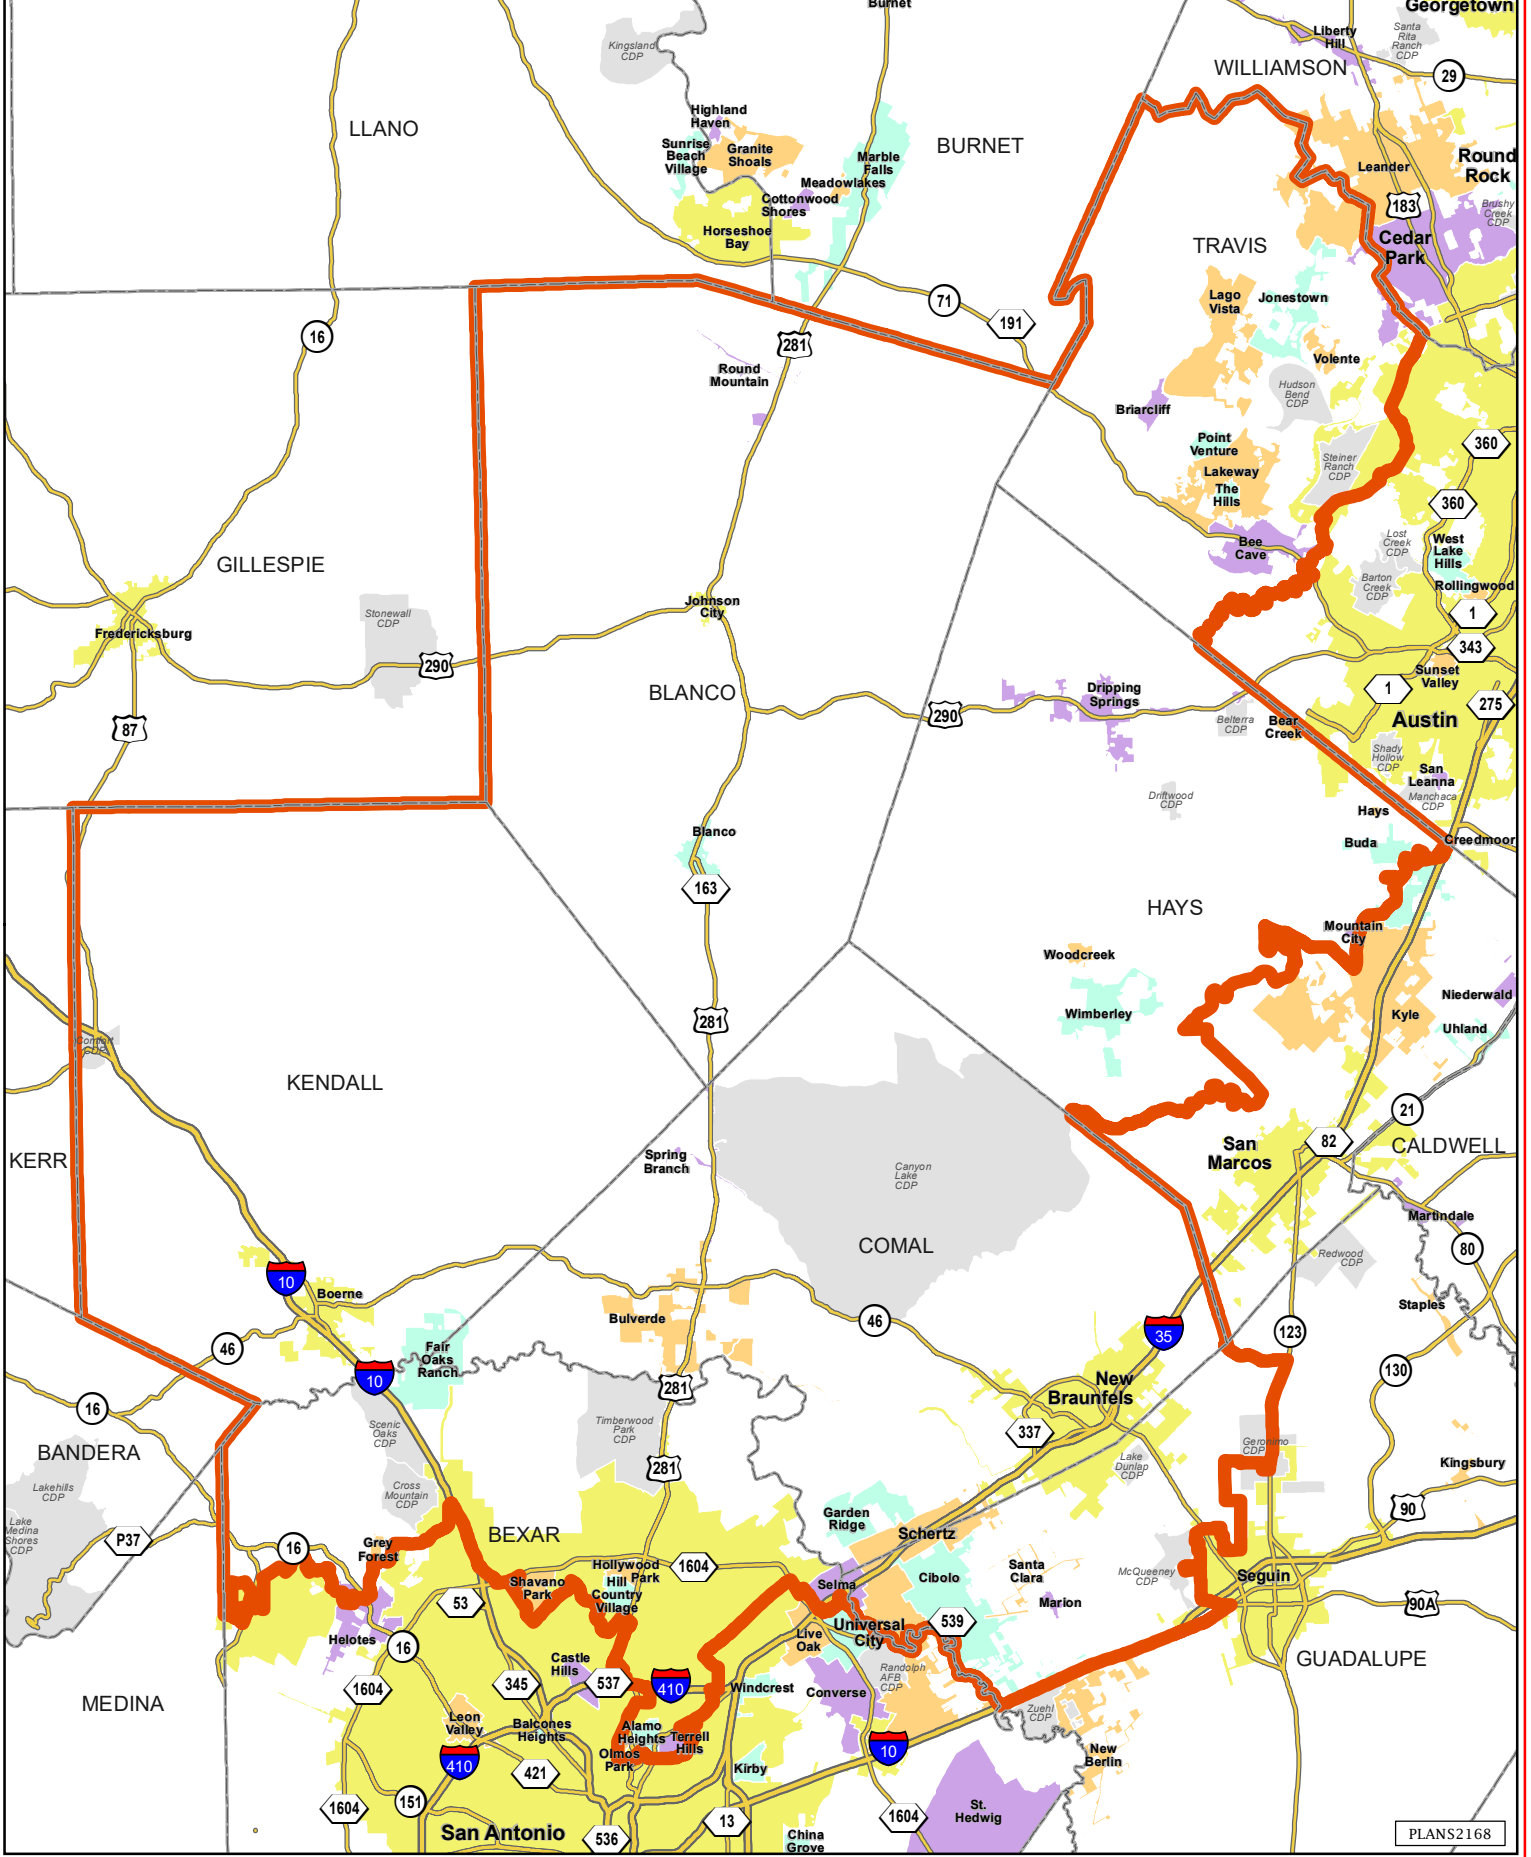 Burnet
Georgetown
Liberty
Hill
Santa
Rita
Ranch
CDP
Kingsland
CDP
WILLIAMSON
29
LLANO
Highland
Haven
Sunrise
Beach
Village
Granite
Shoals
BURNET
Marble
Falls
Meadowlakes
Cottonwood
Shores
Horseshoe
Bay
Leander
Round
Rock
183
Brushy
Creek
CDP
Cedar
Park
TRAVIS
Lago
Vista
Jonestown
71
191
16
281
Round
Mountain
Volente
Hudson
Bend
CDP
Briarcliff
Point
Venture
Lakeway
The
Hills
Steiner
Ranch
CDP
360
360
Bee
Cave
Lost
Creek
CDP
West
Lake
Hills
Barton
Creek
CDP
Rollingwood
1
343
GILLESPIE
Stonewall
CDP
Fredericksburg
Johnson
City
290
87
BLANCO
290
Dripping
Springs
Belterra
CDP
Bear
Creek
Sunset
Valley
1
275
Austin
Shady
Hollow
CDP
San
Leanna
Manchaca
CDP
Driftwood
CDP
Hays
Buda
Creedmoor
Blanco
163
HAYS
Mountain
City
Woodcreek
Wimberley
Niederwald
Kyle
Uhland
281
Comfort
CDP
KENDALL
21
82
CALDWELL
San
Marcos
KERR
Spring
Branch
Canyon
Lake
CDP
COMAL
Martindale
80
Redwood
CDP
10
Boerne
Bulverde
46
Staples
46
Fair
Oaks
Ranch
35
123
130
10
281
New
Braunfels
16
337
Scenic
Oaks
CDP
Timberwood
Park
CDP
BANDERA
Geronimo
CDP
Lake
Dunlap
CDP
Kingsbury
281
Lakehills
CDP
Cross
Mountain
CDP
Lake
Medina
Shores
CDP
P37
90
BEXAR
Garden
Ridge
Schertz
16
Grey
Forest
Hollywood
Park
1604
Santa
Clara
McQueeney
CDP
Seguin
Shavano
Park
Hill
Country
Village
Selma
Cibolo
53
Marion
90A
539
Universal
City
Live
Oak
Helotes
16
Castle
Hills
GUADALUPE
Randolph
AFB
CDP
1604
345
537
410
Windcrest
Converse
MEDINA
Leon
Valley
Balcones
Heights
Alamo
Heights
Terrell
Hills
Olmos
Park
Zuehl
CDP
10
New
Berlin
410
421
Kirby
1604
151
13
1604
St.
Hedwig
San Antonio
536
China
Grove
PLANS2168